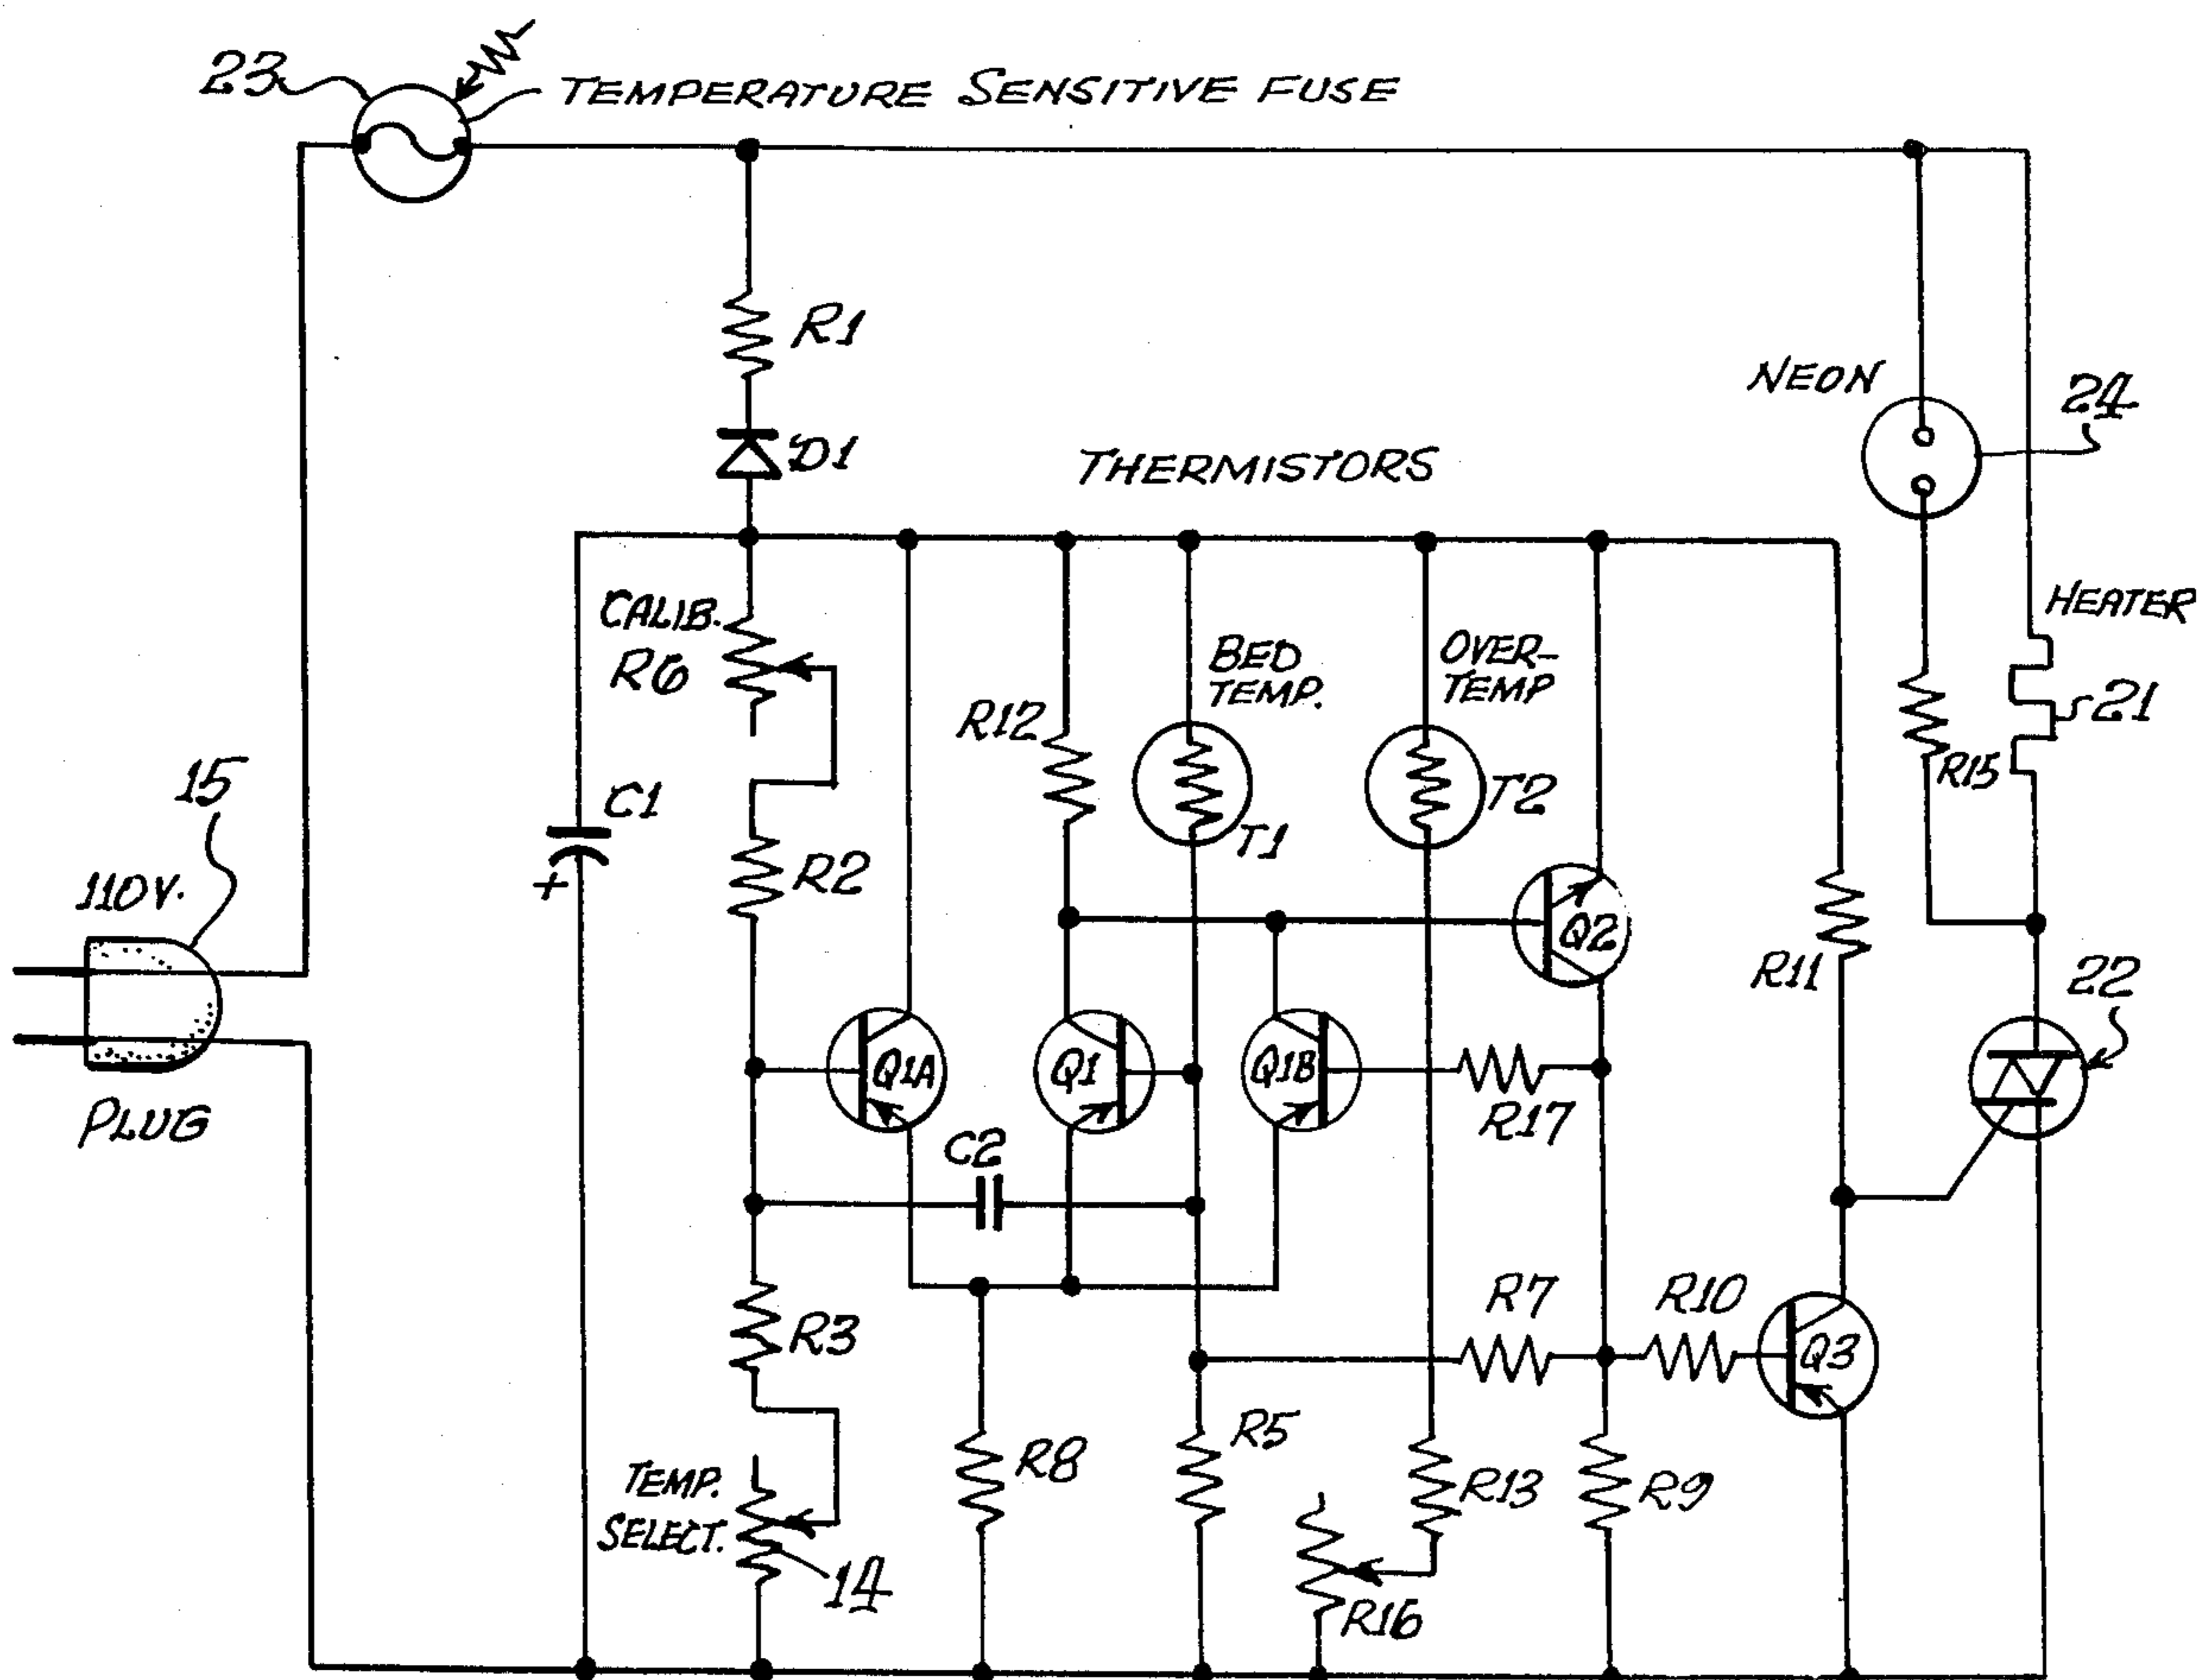 23
TEMPERATURE SENSITIVE FUSE
R1
NEON
24
D1
THERMISTORS
CALIB.
R6
HEATER
BED
TEMP.
OVER-
TEMP
R12
21
15
C1
T1
T2
R15
110V.
R2
Q2
R11
22
Q1A
Q1
Q1B
R17
PLUG
C2
R3
R7
R10
Q3
R8
R5
R13
R9
TEMP.
SELECT.
14
R16
+